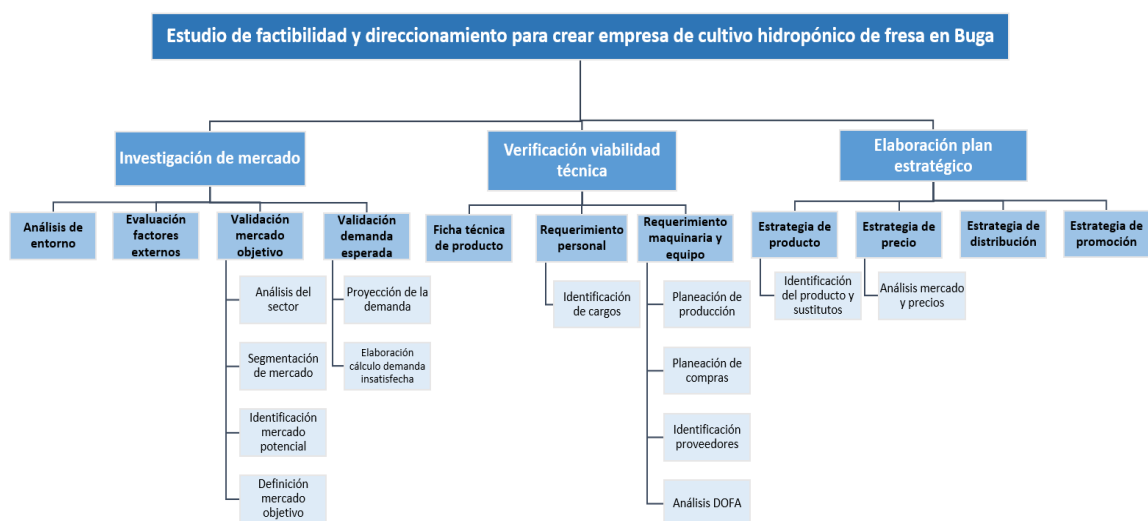 Estudio de factibilidad y direccionamiento para crear empresa de cultivo hidropónico de fresa en Buga
Investigación de mercado
Verificación viabilidad
técnica
Elaboración plan
estratégico
Análisis de
entorno
Evaluación
factores
externos
Validación
mercado
objetivo
Validación
demanda
esperada
Ficha técnica
de producto
Requerimiento
personal
Requerimiento
maquinaria y
equipo
Estrategia de
producto
Estrategia de
precio
Estrategia de
distribución
Estrategia de
promoción
Análisis del
sector
Segmentación
de mercado
Identificación
mercado
potencial
Definición
mercado
objetivo
Proyección de la
demanda
Elaboración
cálculo demanda
insatisfecha
Identificación
de cargos
Planeación de
producción
Planeación de
compras
Identificación
proveedores
Análisis DOFA
Identificación
del producto y
sustitutos
Análisis mercado
y precios